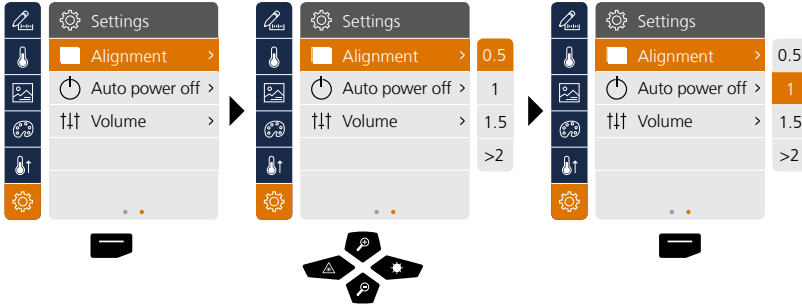 Settings
Alignment
Auto power off
Volume
Settings
Alignment
Auto power off
Volume
0.5
1
1.5
>2
Settings
Alignment
Auto power off
Volume
0.5
1
1.5
>2